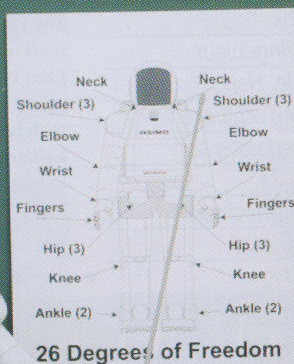 Neck Neck
Shoulder (3) Shoulder (3)
ASIMO
Elbow Elbow
Wrist Wrist
Fingers Fingers
Hip (3) Hip (3)
Knee Knee
Ankle (2) Ankle (2)
26 Degrees of Freedom